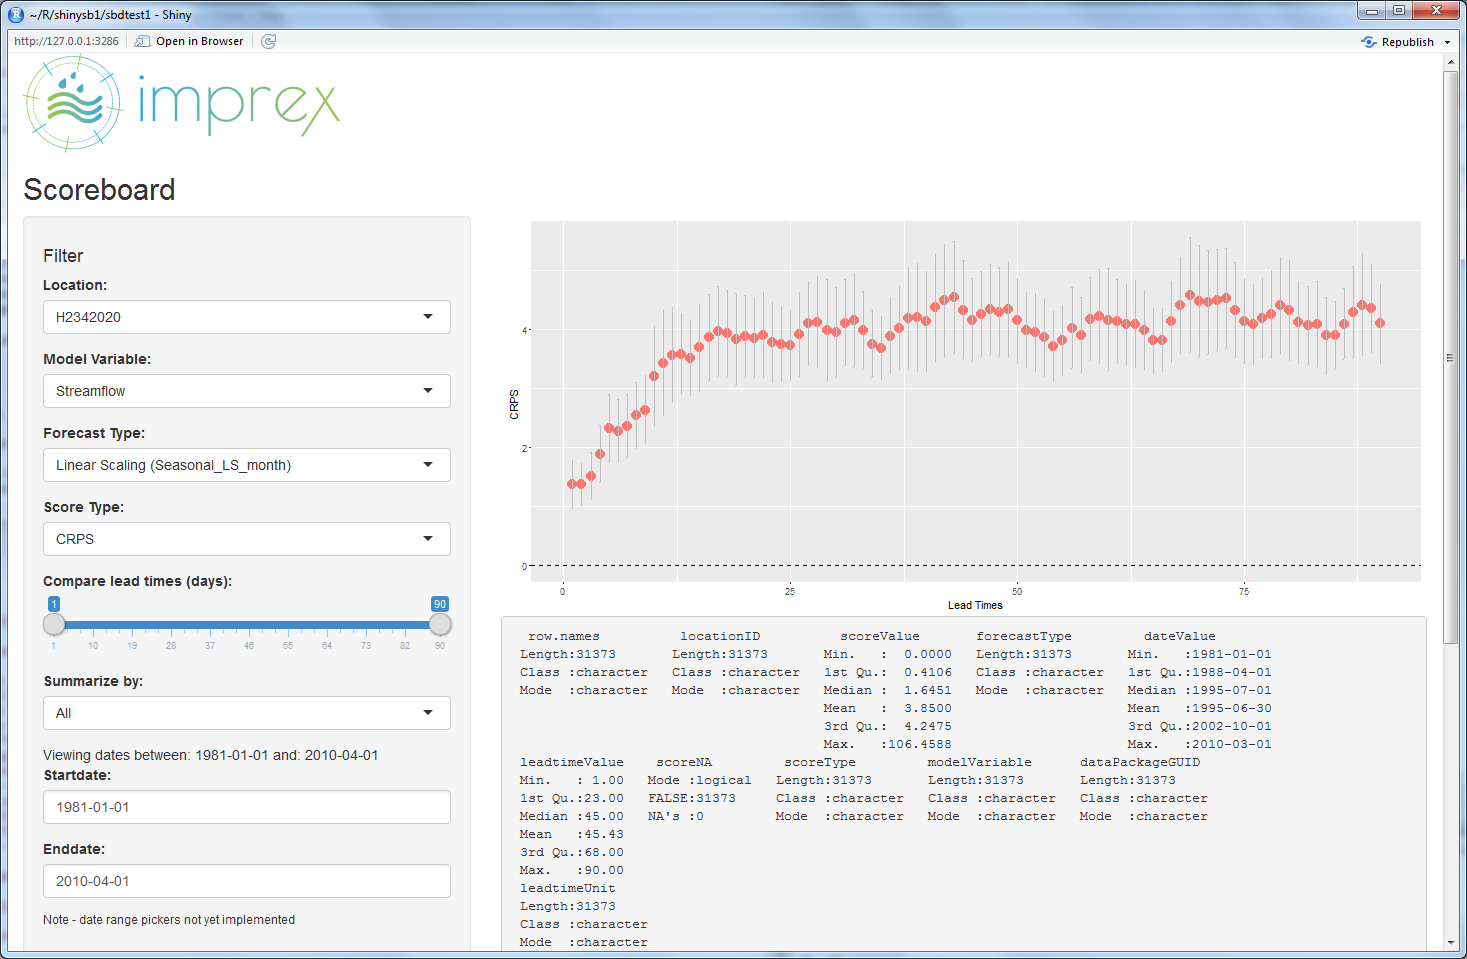 ~/R/shinysb1/sbdtest1 - Shiny
http://127.0.0.1:3286 Open in Browser Republish
imprex
Scoreboard
Filter
Location:
H2342020
Model Variable:
Streamflow
Forecast Type:
Linear Scaling (Seasonal_LS_month)
Score Type:
CRPS
Compare lead times (days):
1 90
1 10 19 28 37 46 55 64 73 82 90
Summarize by:
All
Viewing dates between: 1981-01-01 and: 2010-04-01
Startdate:
1981-01-01
Enddate:
2010-04-01
Note - date range pickers not yet implemented
CRPS
4
2
0
0 25 50 75
Lead Times
row.names locationID scoreValue forecastType dateValue
Length:31373 Length:31373 Min. : 0.0000 Length:31373 Min. :1981-01-01
Class :character Class :character 1st Qu.: 0.4106 Class :character 1st Qu.:1988-04-01
Mode :character Mode :character Median : 1.6451 Mode :character Median :1995-07-01
Mean : 3.8500 Mean :1995-06-30
3rd Qu.: 4.2475 3rd Qu.:2002-10-01
Max. :106.4588 Max. :2010-03-01
leadtimeValue scoreNA scoreType modelVariable dataPackageGUID
Min. : 1.00 Mode :logical Length:31373 Length:31373 Length:31373
1st Qu.:23.00 FALSE:31373 Class :character Class :character Class :character
Median :45.00 NA's :0 Mode :character Mode :character Mode :character
Mean :45.43
3rd Qu.:68.00
Max. :90.00
leadtimeUnit
Length:31373
Class :character
Mode :character